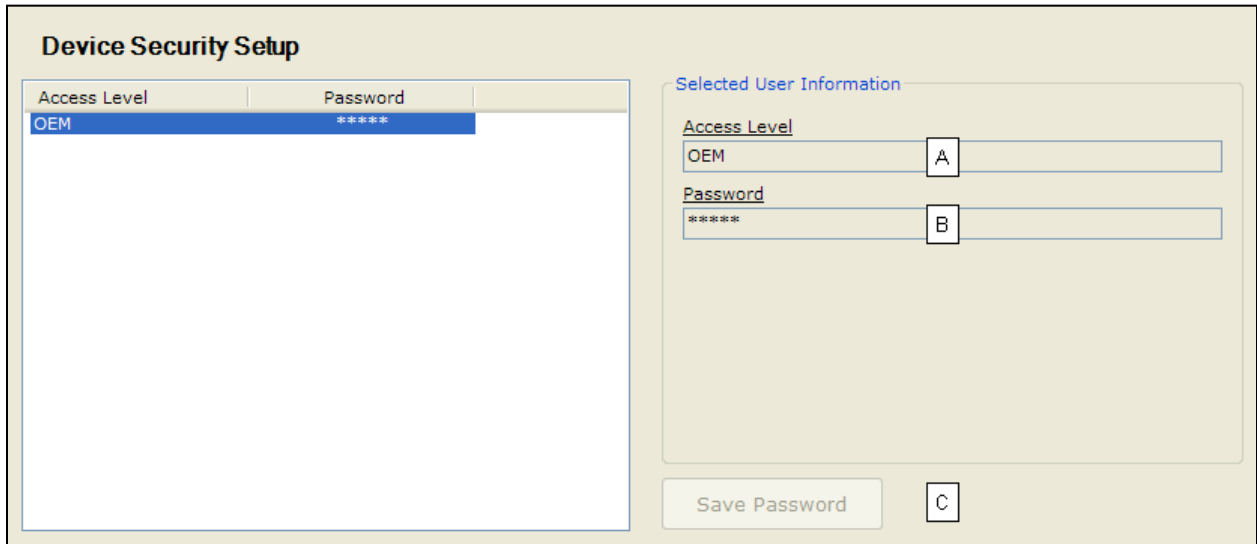 Device Security Setup
Access Level Password
OEM *****
Selected User Information
Access Level
OEM A
Password
***** B
Save Password C